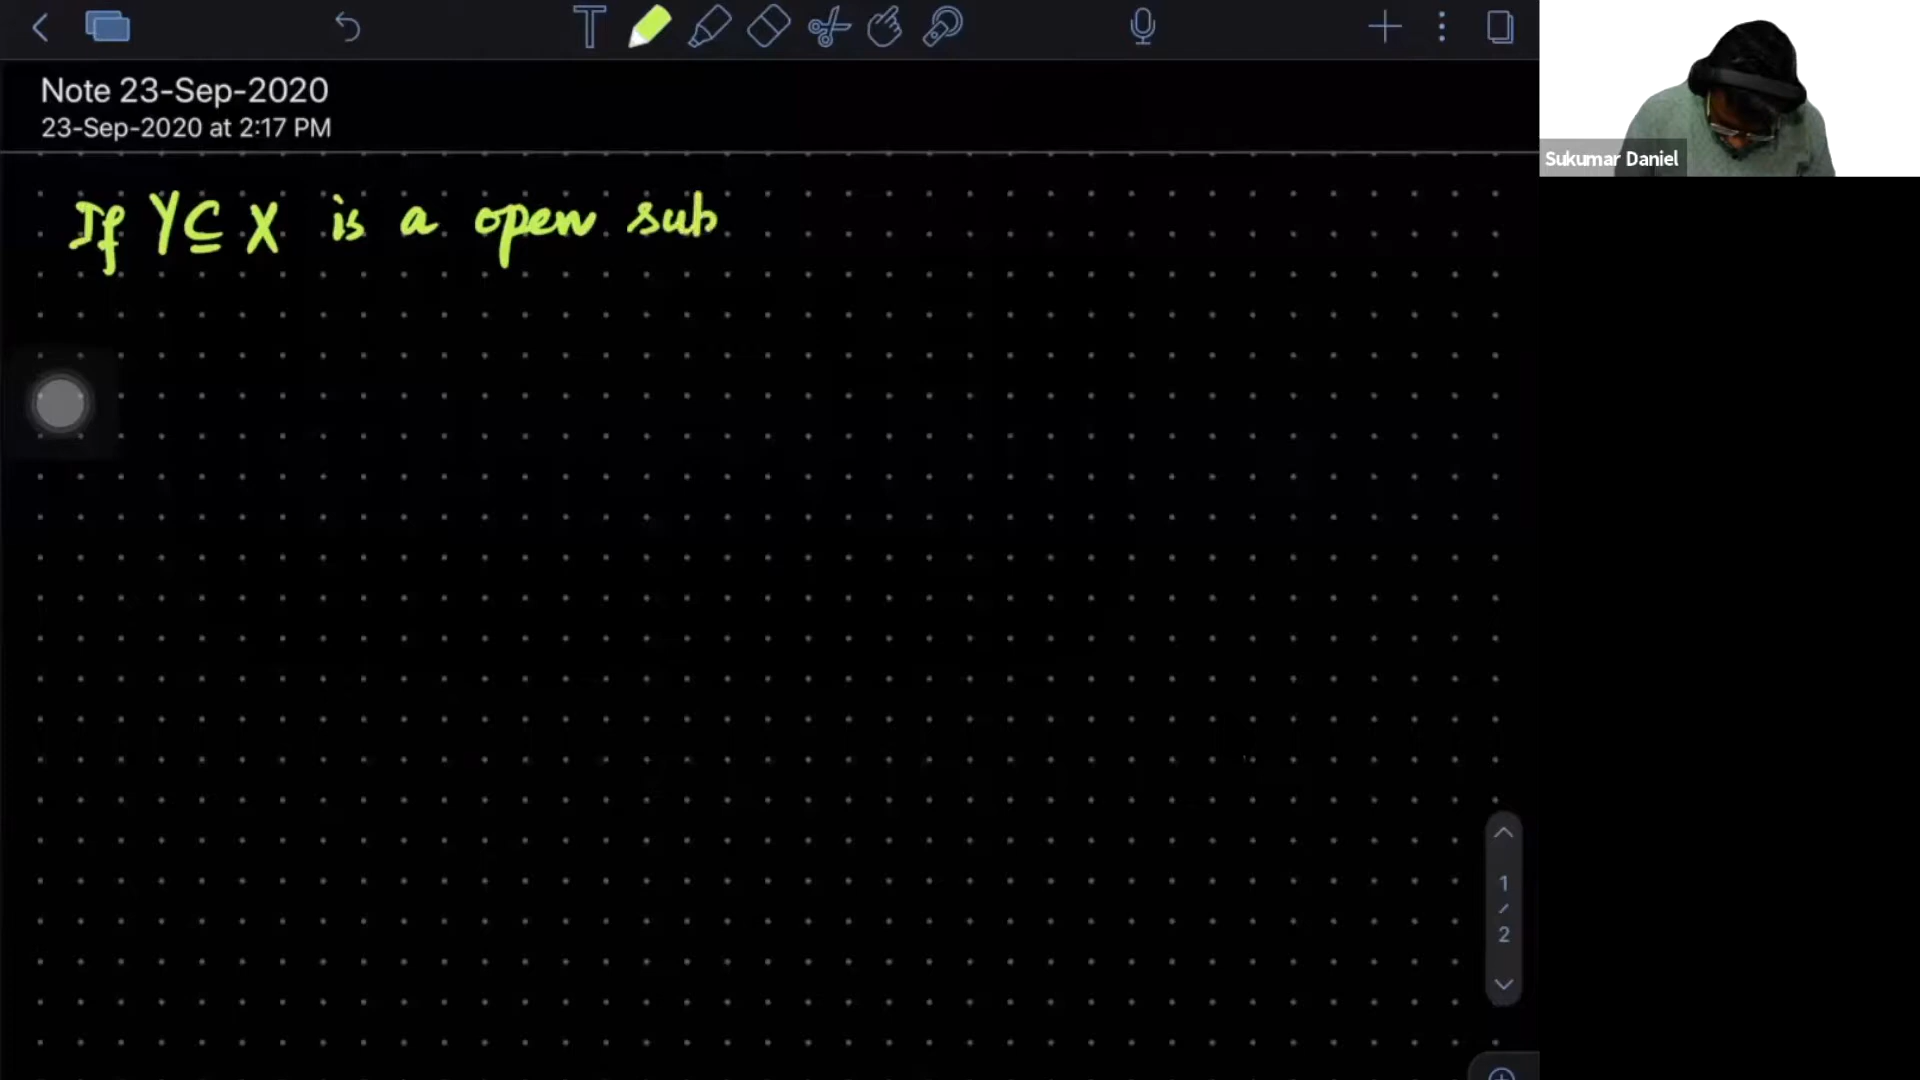 Note 23-Sep-2020
23-Sep-2020 at 2:17 PM
If Y ⊆ X is a open sub
Sukumar Daniel
1
/
2